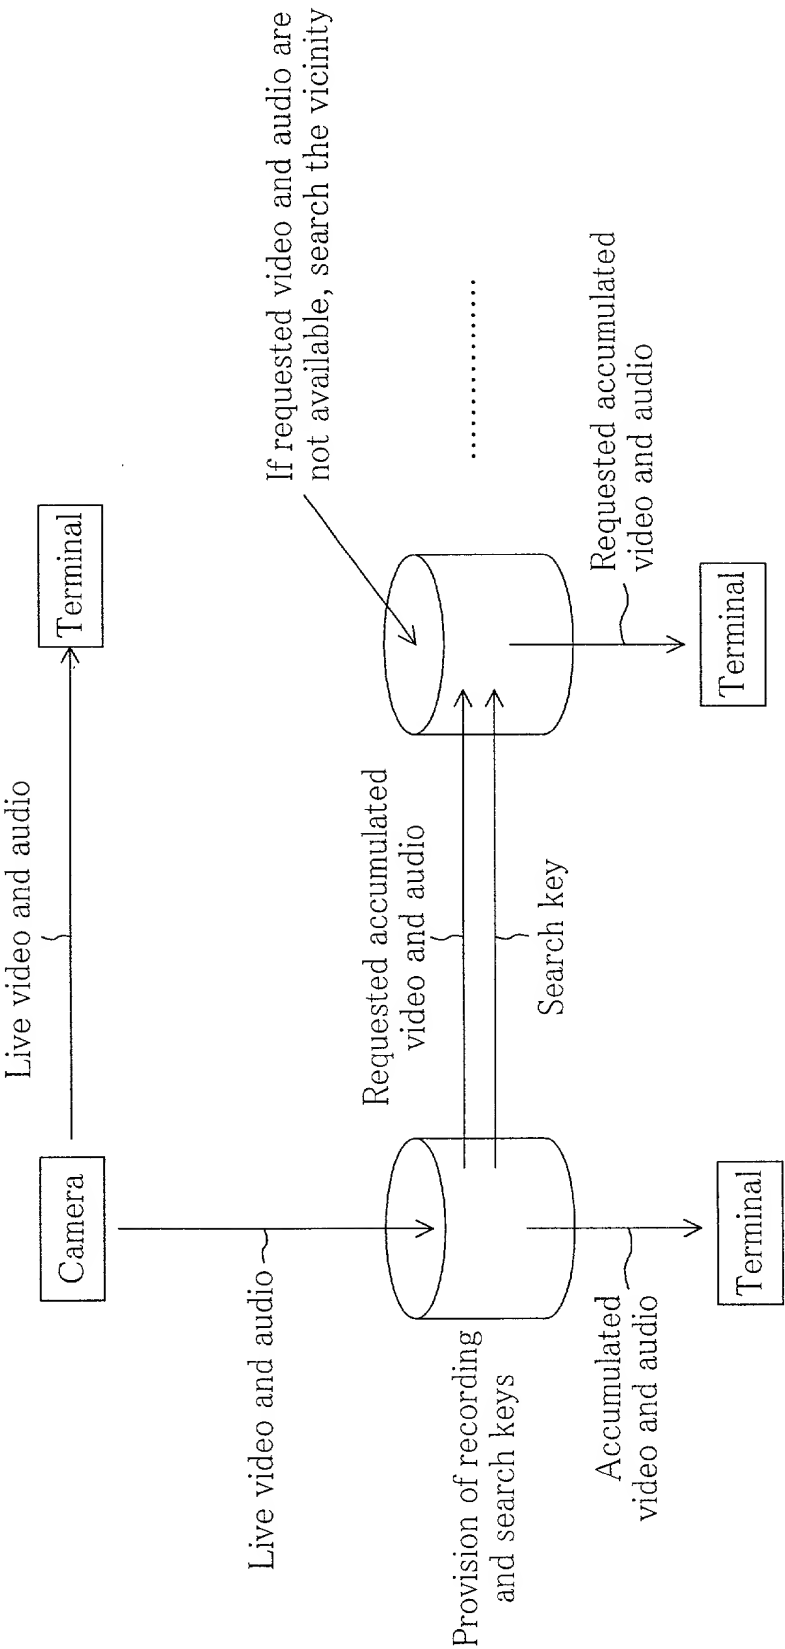 Live video and audio
Camera
Terminal
Live video and audio
If requested video and audio are
not available, search the vicinity
Provision of recording
and search keys
Requested accumulated
video and audio
Search key
Accumulated
video and audio
Requested accumulated
video and audio
Terminal
Terminal